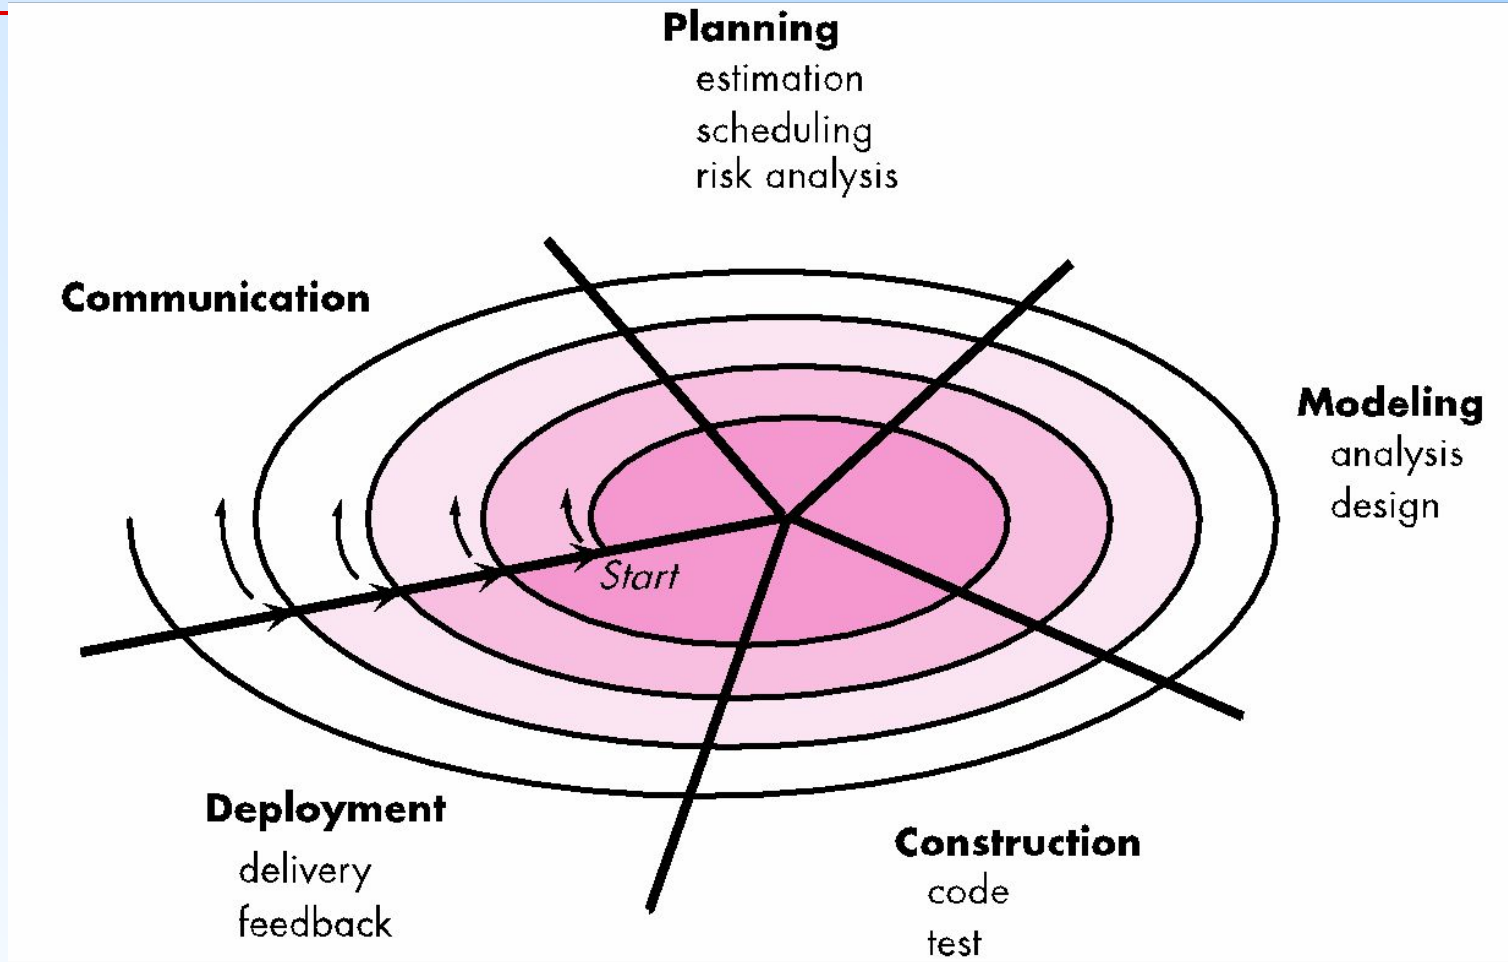 Planning
estimation
scheduling
risk analysis
Communication
Modeling
analysis
design
Start
Deployment
delivery
feedback
Construction
code
test